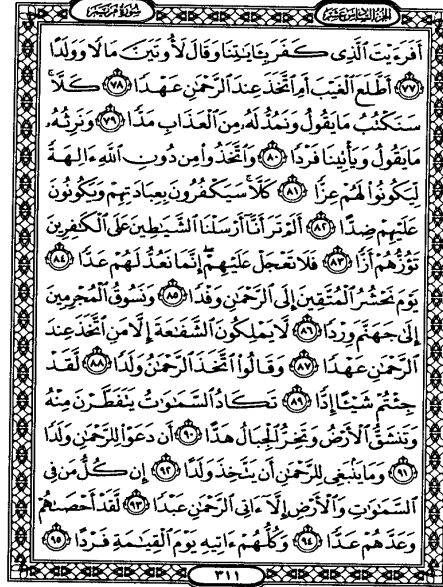 سورة مريم
الجزء السادس عشر
أَفَرَءَيْتَ ٱلَّذِى كَفَرَ بِـَٔايَٰتِنَا وَقَالَ لَأُوتَيَنَّ مَالًا وَوَلَدًا
﴿٧٧﴾ أَطَّلَعَ ٱلْغَيْبَ أَمِ ٱتَّخَذَ عِندَ ٱلرَّحْمَٰنِ عَهْدًا ﴿٧٨﴾ كَلَّا ۚ
سَنَكْتُبُ مَا يَقُولُ وَنَمُدُّ لَهُۥ مِنَ ٱلْعَذَابِ مَدًّا ﴿٧٩﴾ وَنَرِثُهُۥ
مَا يَقُولُ وَيَأْتِينَا فَرْدًا ﴿٨٠﴾ وَٱتَّخَذُوا۟ مِن دُونِ ٱللَّهِ ءَالِهَةً
لِّيَكُونُوا۟ لَهُمْ عِزًّا ﴿٨١﴾ كَلَّا ۚ سَيَكْفُرُونَ بِعِبَادَتِهِمْ وَيَكُونُونَ
عَلَيْهِمْ ضِدًّا ﴿٨٢﴾ أَلَمْ تَرَ أَنَّآ أَرْسَلْنَا ٱلشَّيَٰطِينَ عَلَى ٱلْكَٰفِرِينَ
تَؤُزُّهُمْ أَزًّا ﴿٨٣﴾ فَلَا تَعْجَلْ عَلَيْهِمْ ۖ إِنَّمَا نَعُدُّ لَهُمْ عَدًّا ﴿٨٤﴾
يَوْمَ نَحْشُرُ ٱلْمُتَّقِينَ إِلَى ٱلرَّحْمَٰنِ وَفْدًا ﴿٨٥﴾ وَنَسُوقُ ٱلْمُجْرِمِينَ
إِلَىٰ جَهَنَّمَ وِرْدًا ﴿٨٦﴾ لَّا يَمْلِكُونَ ٱلشَّفَٰعَةَ إِلَّا مَنِ ٱتَّخَذَ عِندَ
ٱلرَّحْمَٰنِ عَهْدًا ﴿٨٧﴾ وَقَالُوا۟ ٱتَّخَذَ ٱلرَّحْمَٰنُ وَلَدًا ﴿٨٨﴾ لَّقَدْ
جِئْتُمْ شَيْـًٔا إِدًّا ﴿٨٩﴾ تَكَادُ ٱلسَّمَٰوَٰتُ يَتَفَطَّرْنَ مِنْهُ
وَتَنشَقُّ ٱلْأَرْضُ وَتَخِرُّ ٱلْجِبَالُ هَدًّا ﴿٩٠﴾ أَن دَعَوْا۟ لِلرَّحْمَٰنِ وَلَدًا
﴿٩١﴾ وَمَا يَنۢبَغِى لِلرَّحْمَٰنِ أَن يَتَّخِذَ وَلَدًا ﴿٩٢﴾ إِن كُلُّ مَن فِى
ٱلسَّمَٰوَٰتِ وَٱلْأَرْضِ إِلَّآ ءَاتِى ٱلرَّحْمَٰنِ عَبْدًا ﴿٩٣﴾ لَّقَدْ أَحْصَىٰهُمْ
وَعَدَّهُمْ عَدًّا ﴿٩٤﴾ وَكُلُّهُمْ ءَاتِيهِ يَوْمَ ٱلْقِيَٰمَةِ فَرْدًا ﴿٩٥﴾
٣١١